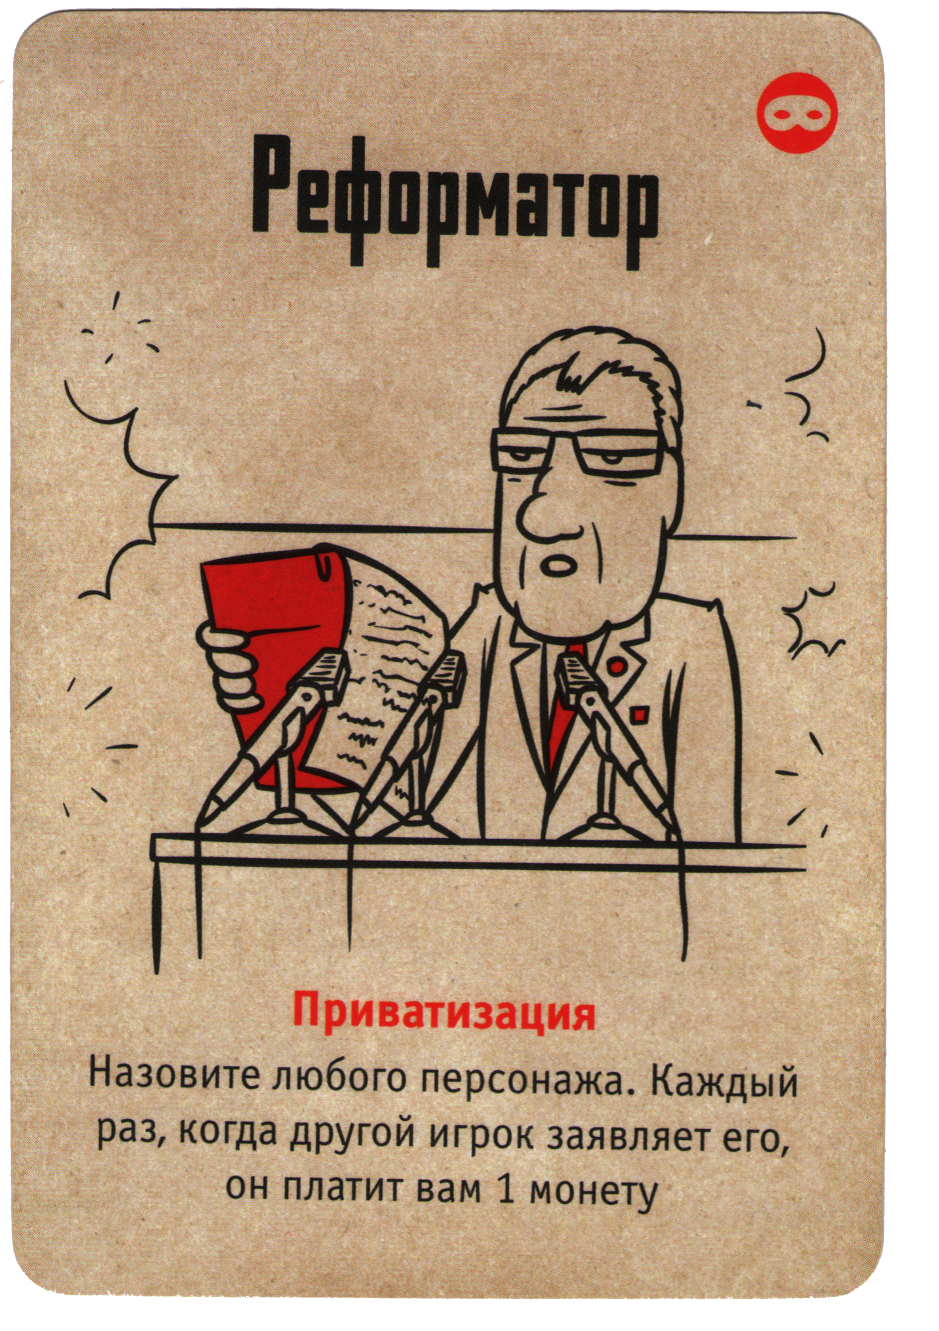 Реформатор
Приватизация
Назовите любого персонажа. Каждый
раз, когда другой игрок заявляет его,
он платит вам 1 монету